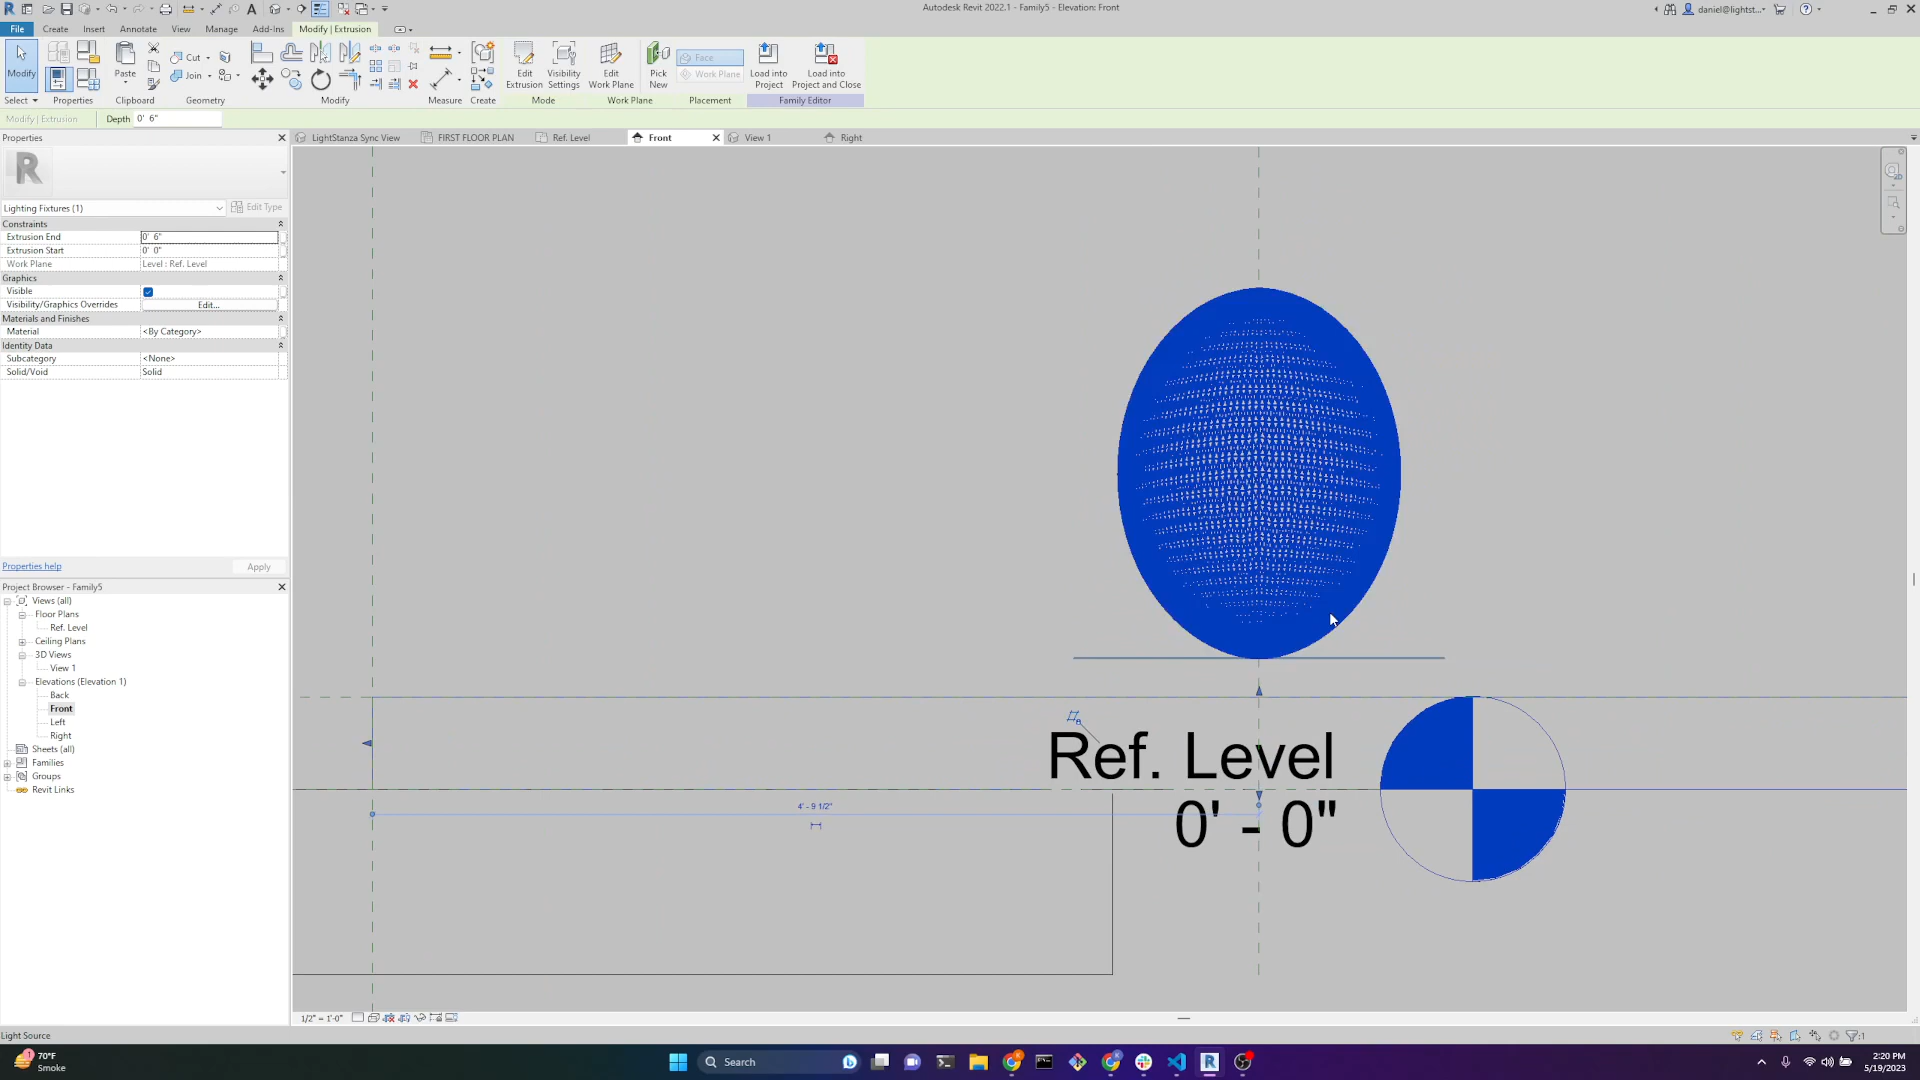 Autodesk Revit 2022.1 - Family5 - Elevation: Front
daniel@lightst...
File
Create
Insert
Annotate
View
Manage
Add-Ins
Modify | Extrusion
Modify
Paste
Cut
Join
Edit
Extrusion
Visibility
Settings
Edit
Work Plane
Pick
New
Face
Work Plane
Load into
Project
Load into
Project and Close
Select
Properties
Clipboard
Geometry
Modify
Measure
Create
Mode
Work Plane
Placement
Family Editor
Modify | Extrusion
Depth
0' 6"
Properties
LightStanza Sync View
FIRST FLOOR PLAN
Ref. Level
Front
View 1
Right
Lighting Fixtures (1)
Edit Type
Constraints
Extrusion End
0' 6"
Extrusion Start
0' 0"
Work Plane
Level : Ref. Level
Graphics
Visible
Visibility/Graphics Overrides
Edit...
Materials and Finishes
Material
<By Category>
Identity Data
Subcategory
<None>
Solid/Void
Solid
Properties help
Apply
Project Browser - Family5
Views (all)
Floor Plans
Ref. Level
Ceiling Plans
3D Views
View 1
Elevations (Elevation 1)
Back
Front
Left
Right
Sheets (all)
Families
Groups
Revit Links
Ref. Level
0' - 0"
4' - 9 1/2"
1/2" = 1'-0"
Light Source
:1
70°F
Smoke
Search
2:20 PM
5/19/2023